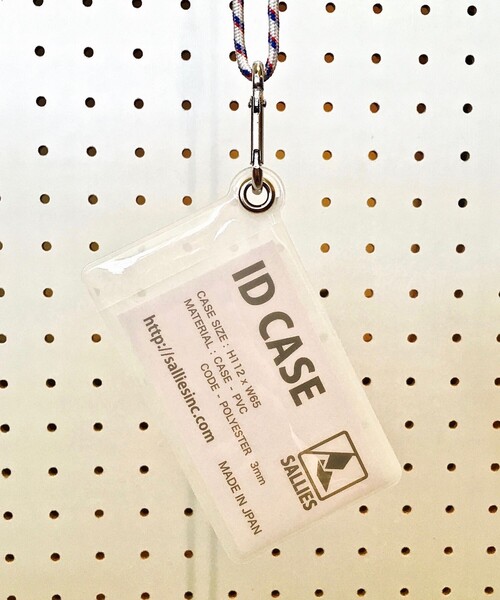 ID CASE
CASE SIZE : H112 x W65
MATERIAL : CASE - PVC
CODE - POLYESTER 3mm
http://salliesinc.com
MADE IN JAPAN
SALLIES